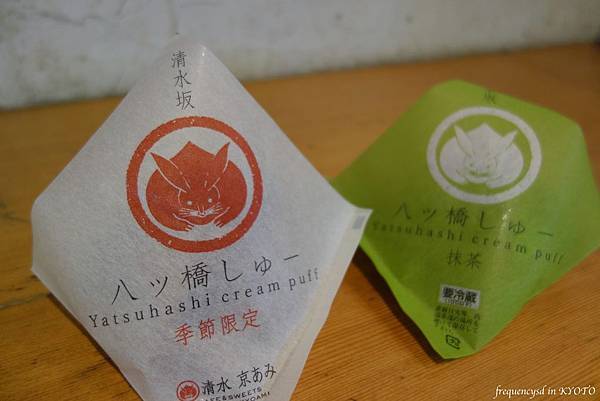 清水坂
八ッ橋しゅー
Yatsuhashi cream puff
季節限定
清水 京あみ
坂
八ッ橋しゅー
Yatsuhashi cream puff
抹茶
要冷蔵
frequencysd in KYOTO